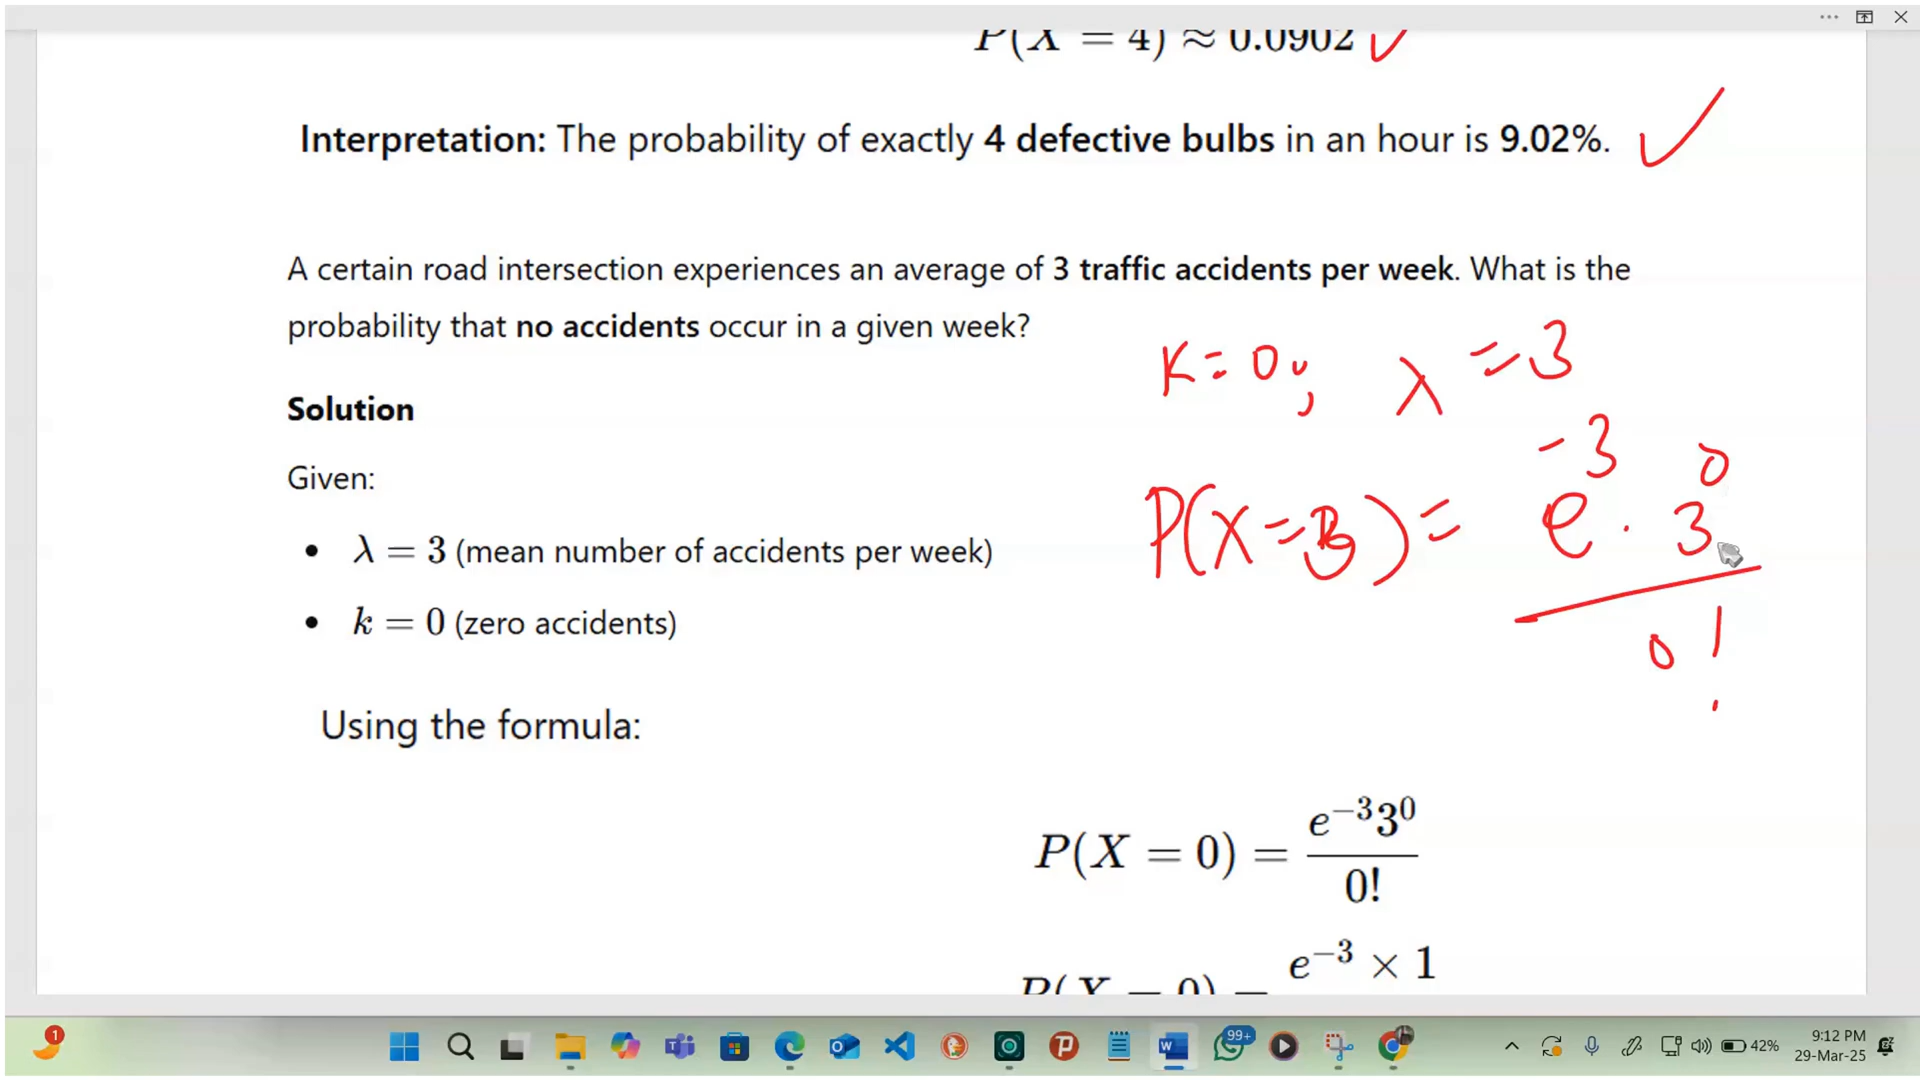 P(X = 4) ≈ 0.0902
Interpretation: The probability of exactly 4 defective bulbs in an hour is 9.02%.
A certain road intersection experiences an average of 3 traffic accidents per week. What is the
probability that no accidents occur in a given week?
K = 0, λ = 3
Solution
Given:
P(X = ) = e^-3 . 3^0
0!
• λ = 3 (mean number of accidents per week)
• k = 0 (zero accidents)
Using the formula:
P(X = 0) = e^−3 3^0
0!
P(X = 0) = e^−3 × 1
1
99+
42%
9:12 PM
29-Mar-25